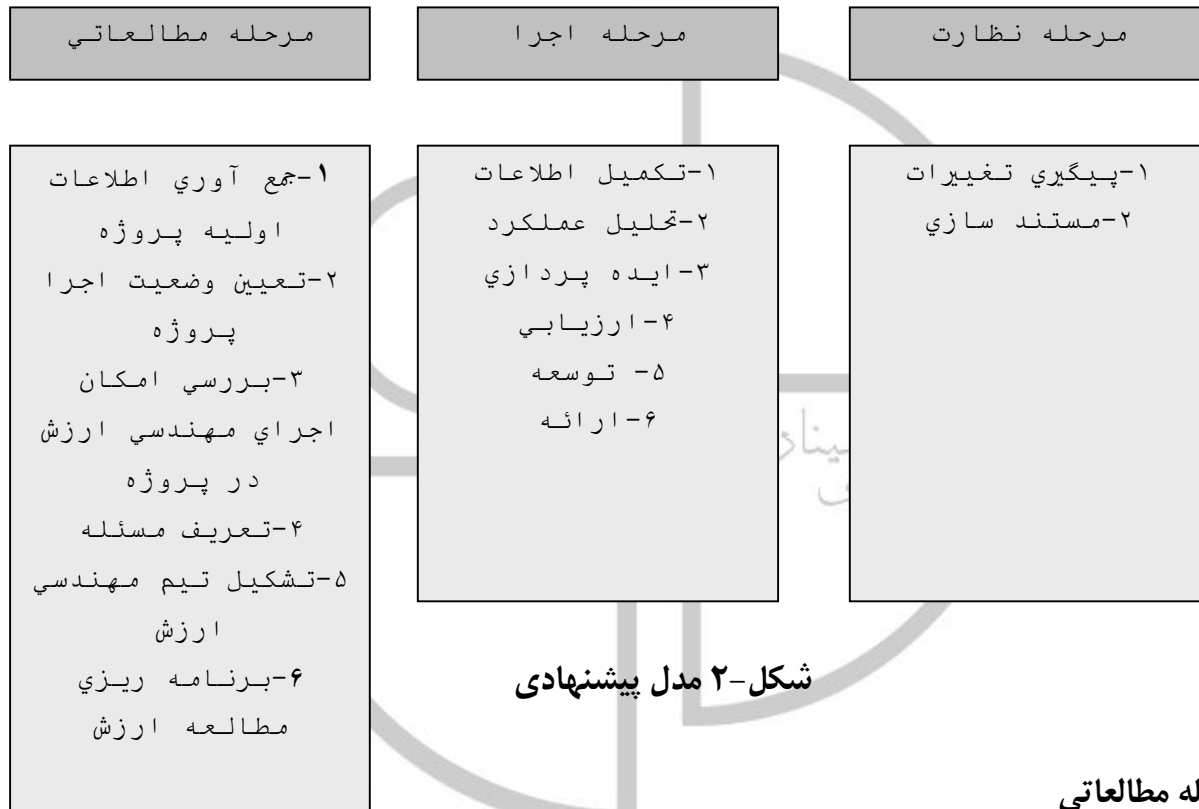 مرحله مطالعاتي
مرحله اجرا
مرحله نظارت
۱-جمع آوري اطلاعات
اوليه پروژه
۲-تعيين وضعيت اجرا
پروژه
۳-بررسي امكان
اجراي مهندسي ارزش
در پروژه
۴-تعريف مسئله
۵-تشكيل تيم مهندسي
ارزش
۶-برنامه ريزي
مطالعه ارزش
۱-تكميل اطلاعات
۲-تحليل عملكرد
۳-ايده پردازي
۴-ارزيابي
۵- توسعه
۶-ارائه
۱-پيگيري تغييرات
۲-مستند سازي
شکل-۲ مدل پیشنهادی
مطالعاتی